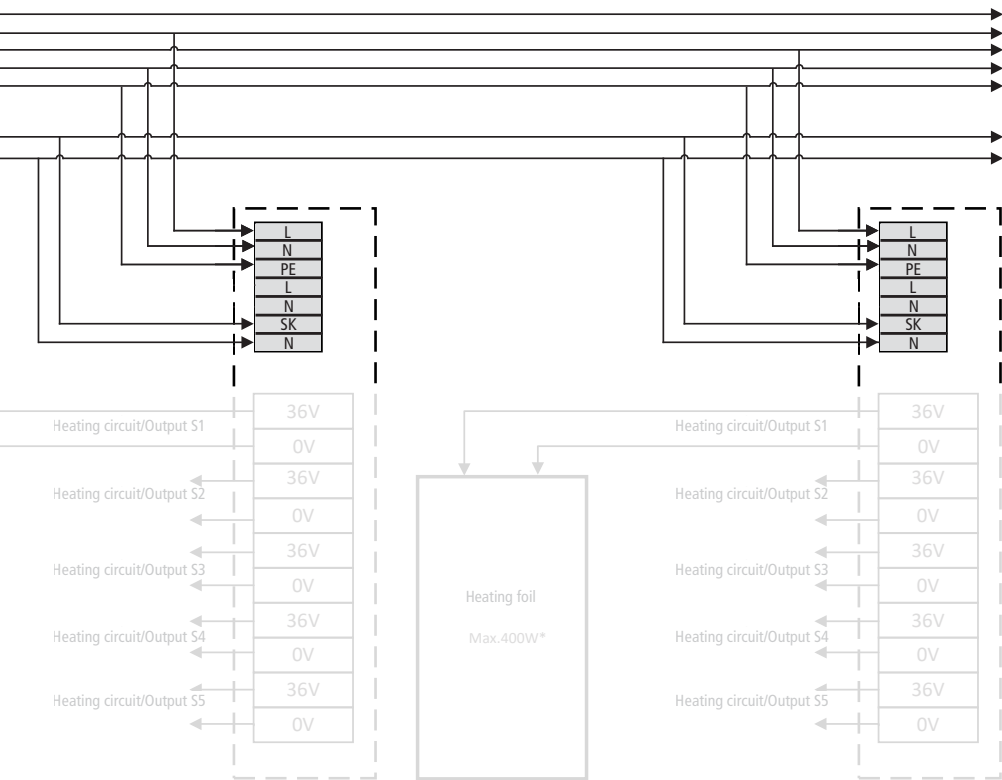 L
N
PE
L
N
SK
N
L
N
PE
L
N
SK
N
Heating circuit/Output S1
36V
0V
Heating circuit/Output S2
36V
0V
Heating circuit/Output S3
36V
0V
Heating circuit/Output S4
36V
0V
Heating circuit/Output S5
36V
0V
Heating foil
Max.400W*
Heating circuit/Output S1
36V
0V
Heating circuit/Output S2
36V
0V
Heating circuit/Output S3
36V
0V
Heating circuit/Output S4
36V
0V
Heating circuit/Output S5
36V
0V